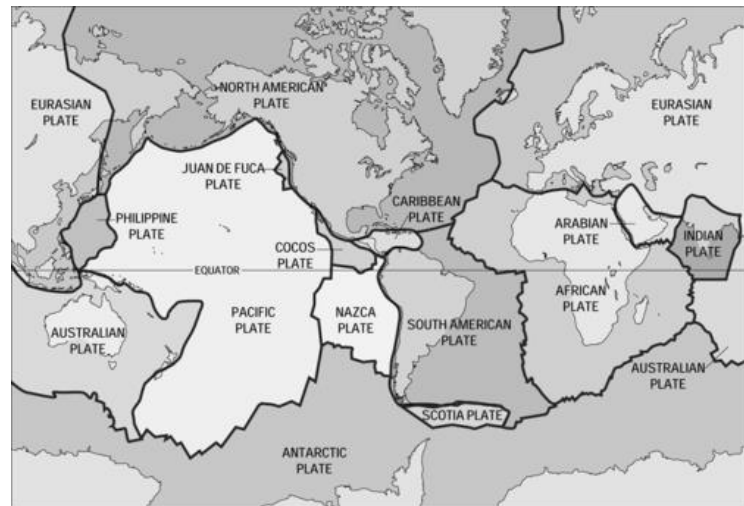 NORTH AMERICAN
PLATE
EURASIAN
PLATE
EURASIAN
PLATE
JUAN DE FUCA
PLATE
CARIBBEAN
PLATE
PHILIPPINE
PLATE
ARABIAN
PLATE
INDIAN
PLATE
COCOS
PLATE
EQUATOR
AFRICAN
PLATE
PACIFIC
PLATE
NAZCA
PLATE
SOUTH AMERICAN
PLATE
AUSTRALIAN
PLATE
AUSTRALIAN
PLATE
SCOTIA PLATE
ANTARCTIC
PLATE